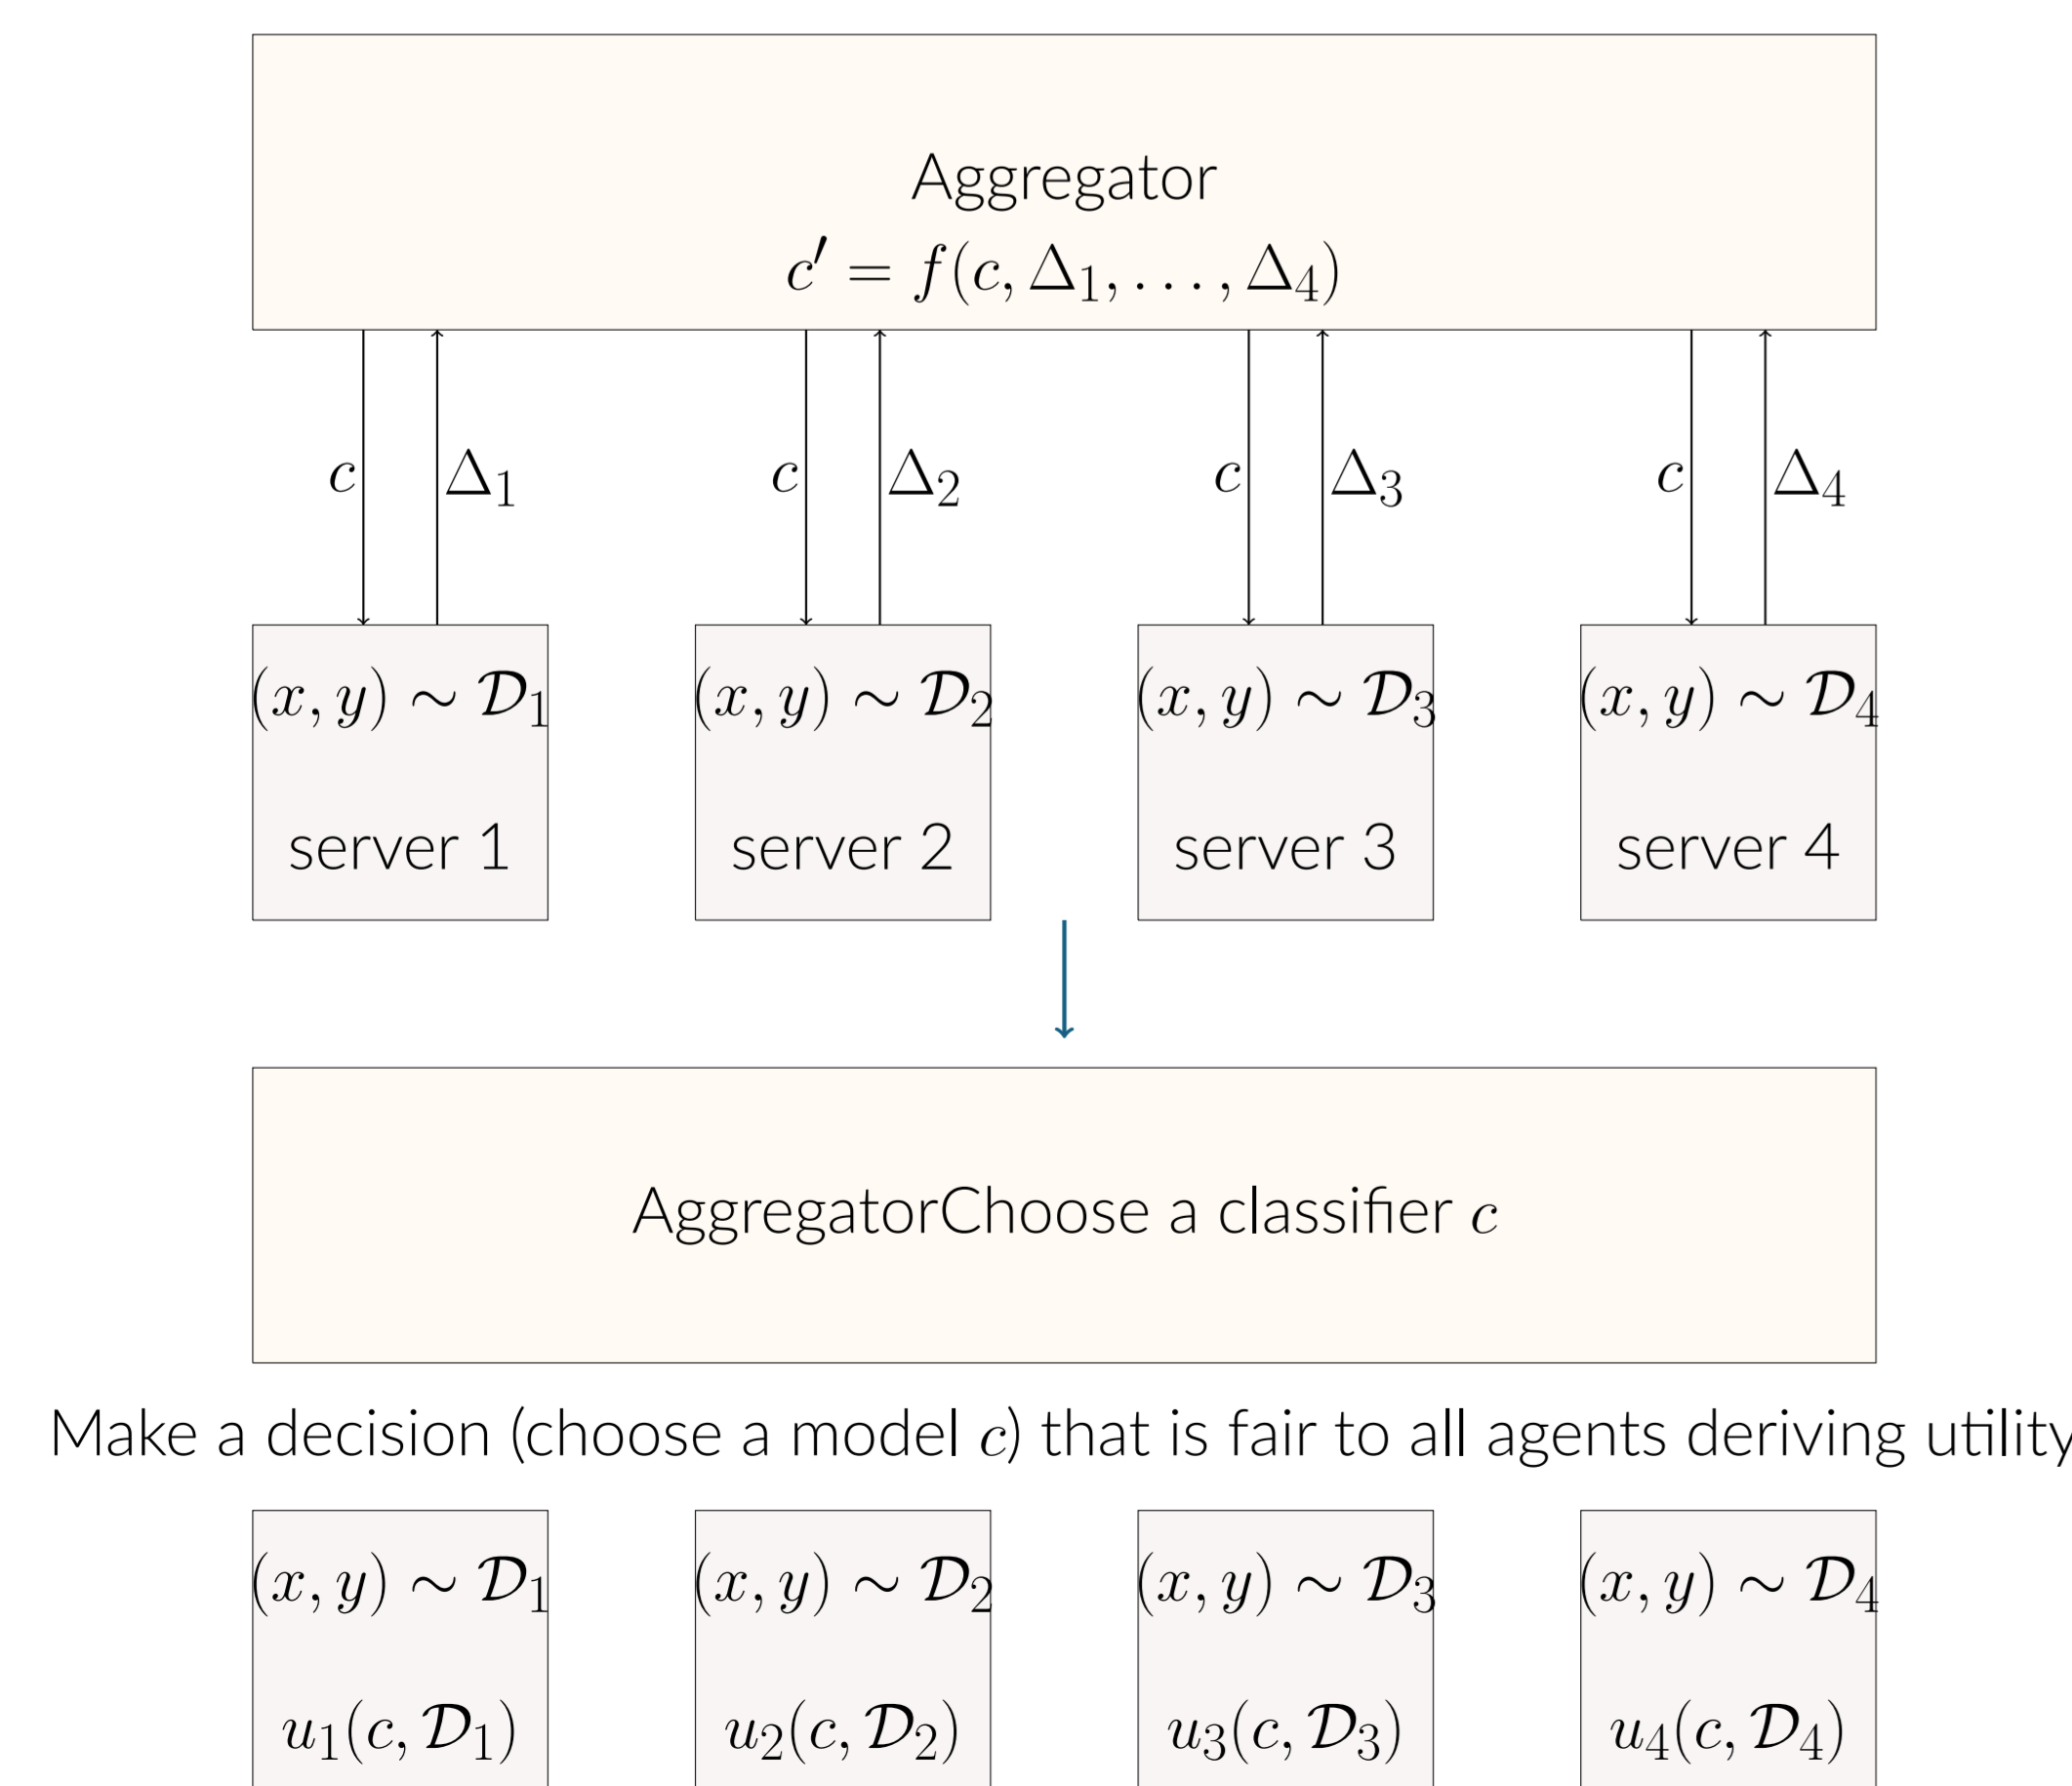 Aggregator
c′ = f(c, Δ₁, . . . , Δ₄)
c Δ₁ c Δ₂ c Δ₃ c Δ₄
(x, y) ∼ 𝒟₁ (x, y) ∼ 𝒟₂ (x, y) ∼ 𝒟₃ (x, y) ∼ 𝒟₄
server 1 server 2 server 3 server 4
AggregatorChoose a classifier c
Make a decision (choose a model c) that is fair to all agents deriving utility
(x, y) ∼ 𝒟₁ (x, y) ∼ 𝒟₂ (x, y) ∼ 𝒟₃ (x, y) ∼ 𝒟₄
u₁(c, 𝒟₁) u₂(c, 𝒟₂) u₃(c, 𝒟₃) u₄(c, 𝒟₄)